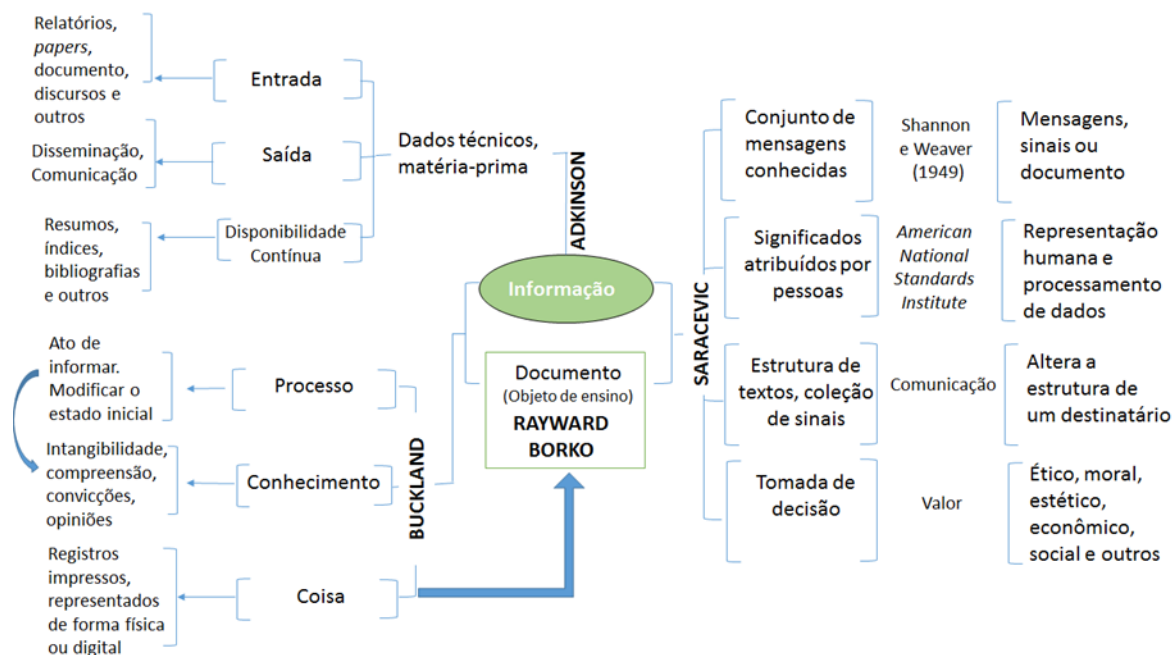 Relatórios,
papers,
documento,
discursos e
outros
Entrada
Disseminação,
Comunicação
Saída
Resumos,
índices,
bibliografias
e outros
Disponibilidade
Contínua
Dados técnicos,
matéria-prima
ADKINSON
Informação
Documento
(Objeto de ensino)
RAYWARD
BORKO
Ato de
informar.
Modificar o
estado inicial
Processo
Intangibilidade,
compreensão,
convicções,
opiniões
Conhecimento
Registros
impressos,
representados
de forma física
ou digital
Coisa
BUCKLAND
SARACEVIC
Conjunto de
mensagens
conhecidas
Shannon
e Weaver
(1949)
Mensagens,
sinais ou
documento
Significados
atribuídos por
pessoas
American
National
Standards
Institute
Representação
humana e
processamento
de dados
Estrutura de
textos, coleção
de sinais
Comunicação
Altera a
estrutura de
um destinatário
Tomada de
decisão
Valor
Ético, moral,
estético,
econômico,
social e outros